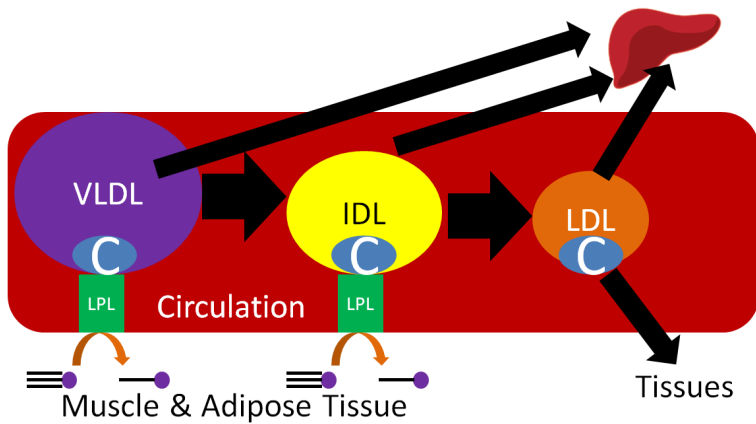 VLDL
IDL
LDL
C
C
C
LPL
Circulation
LPL
Tissues
Muscle & Adipose Tissue